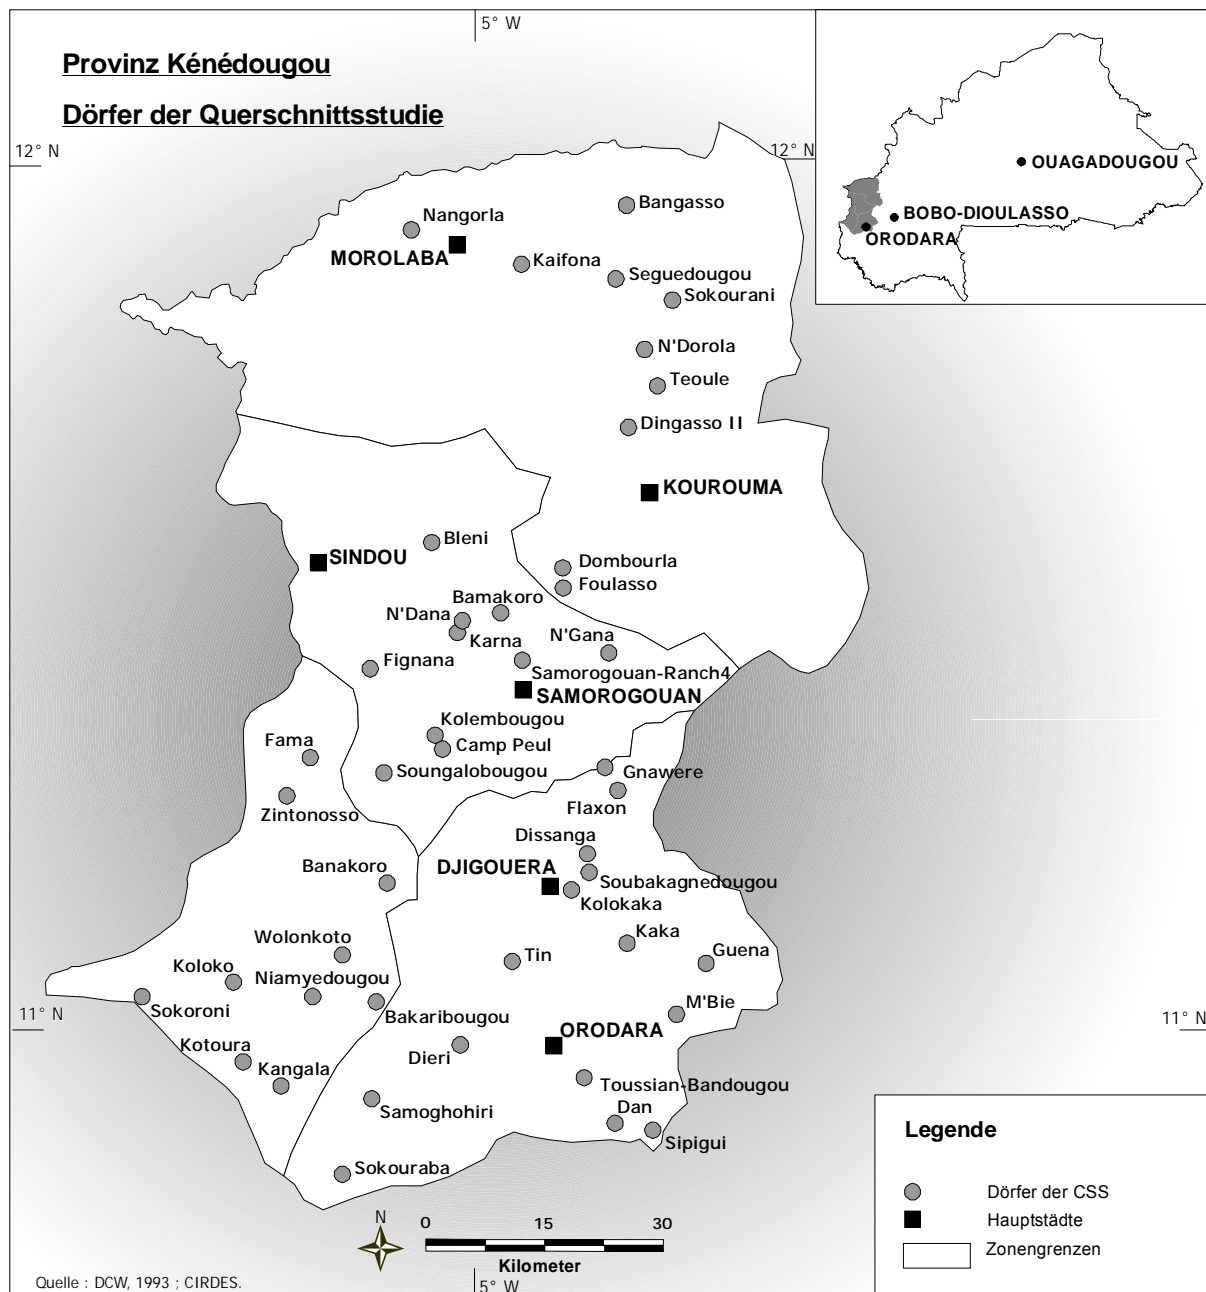 5° W
Provinz Kénédougou
Dörfer der Querschnittsstudie
12° N
12° N
OUAGADOUGOU
BOBO-DIOULASSO
ORODARA
Bangasso
Nangorla
MOROLABA
Kaifona
Seguedougou
Sokourani
N'Dorola
Teoule
Dingasso II
KOUROUMA
Bleni
SINDOU
Dombourla
Foulasso
Bamakoro
N'Dana
Karna
N'Gana
Fignana
Samorogouan-Ranch4
SAMOROGOUAN
Kolembougou
Camp Peul
Fama
Soungalobougou
Gnawere
Zintonosso
Flaxon
Dissanga
Banakoro
DJIGOUERA
Soubakagnedougou
Kolokaka
Kaka
Wolonkoto
Tin
Guena
Koloko
Niamyedougou
Sokoroni
M'Bie
Bakaribougou
11° N
11° N
ORODARA
Kotoura
Dieri
Kangala
Toussian-Bandougou
Samoghohiri
Dan
Sipigui
Sokouraba
Legende
Dörfer der CSS
Hauptstädte
Zonengrenzen
N
0 15 30
Kilometer
Quelle : DCW, 1993 ; CIRDES.
5° W